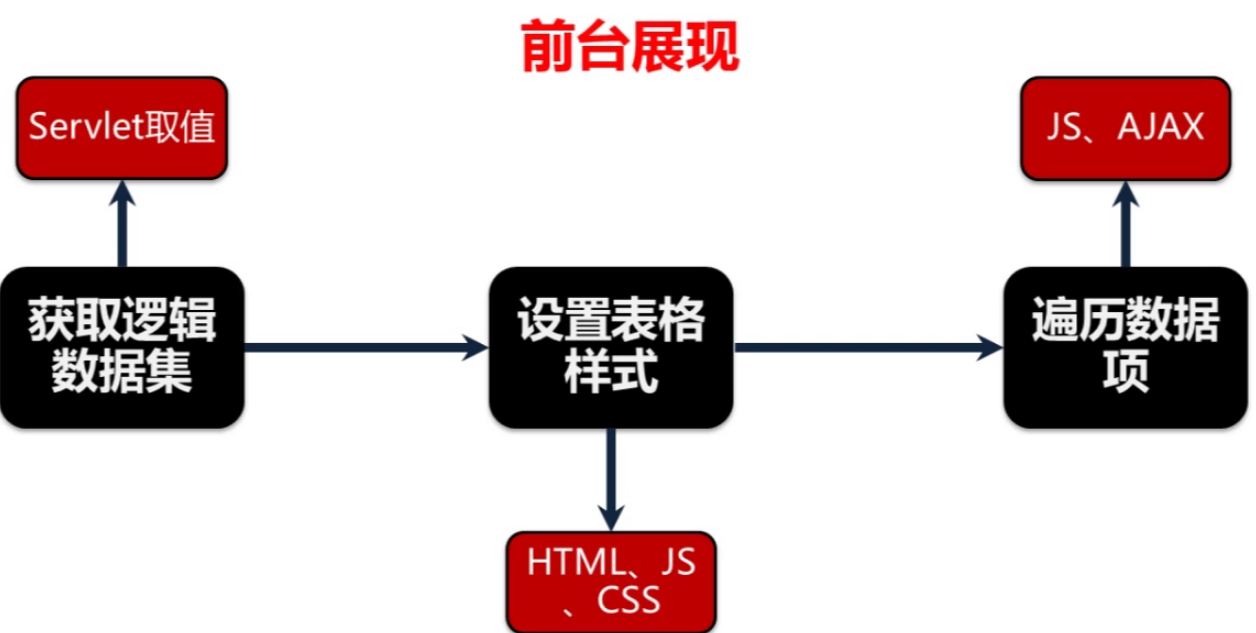 前台展现
Servlet取值
JS、AJAX
获取逻辑
数据集
设置表格
样式
遍历数据
项
HTML、JS
、CSS